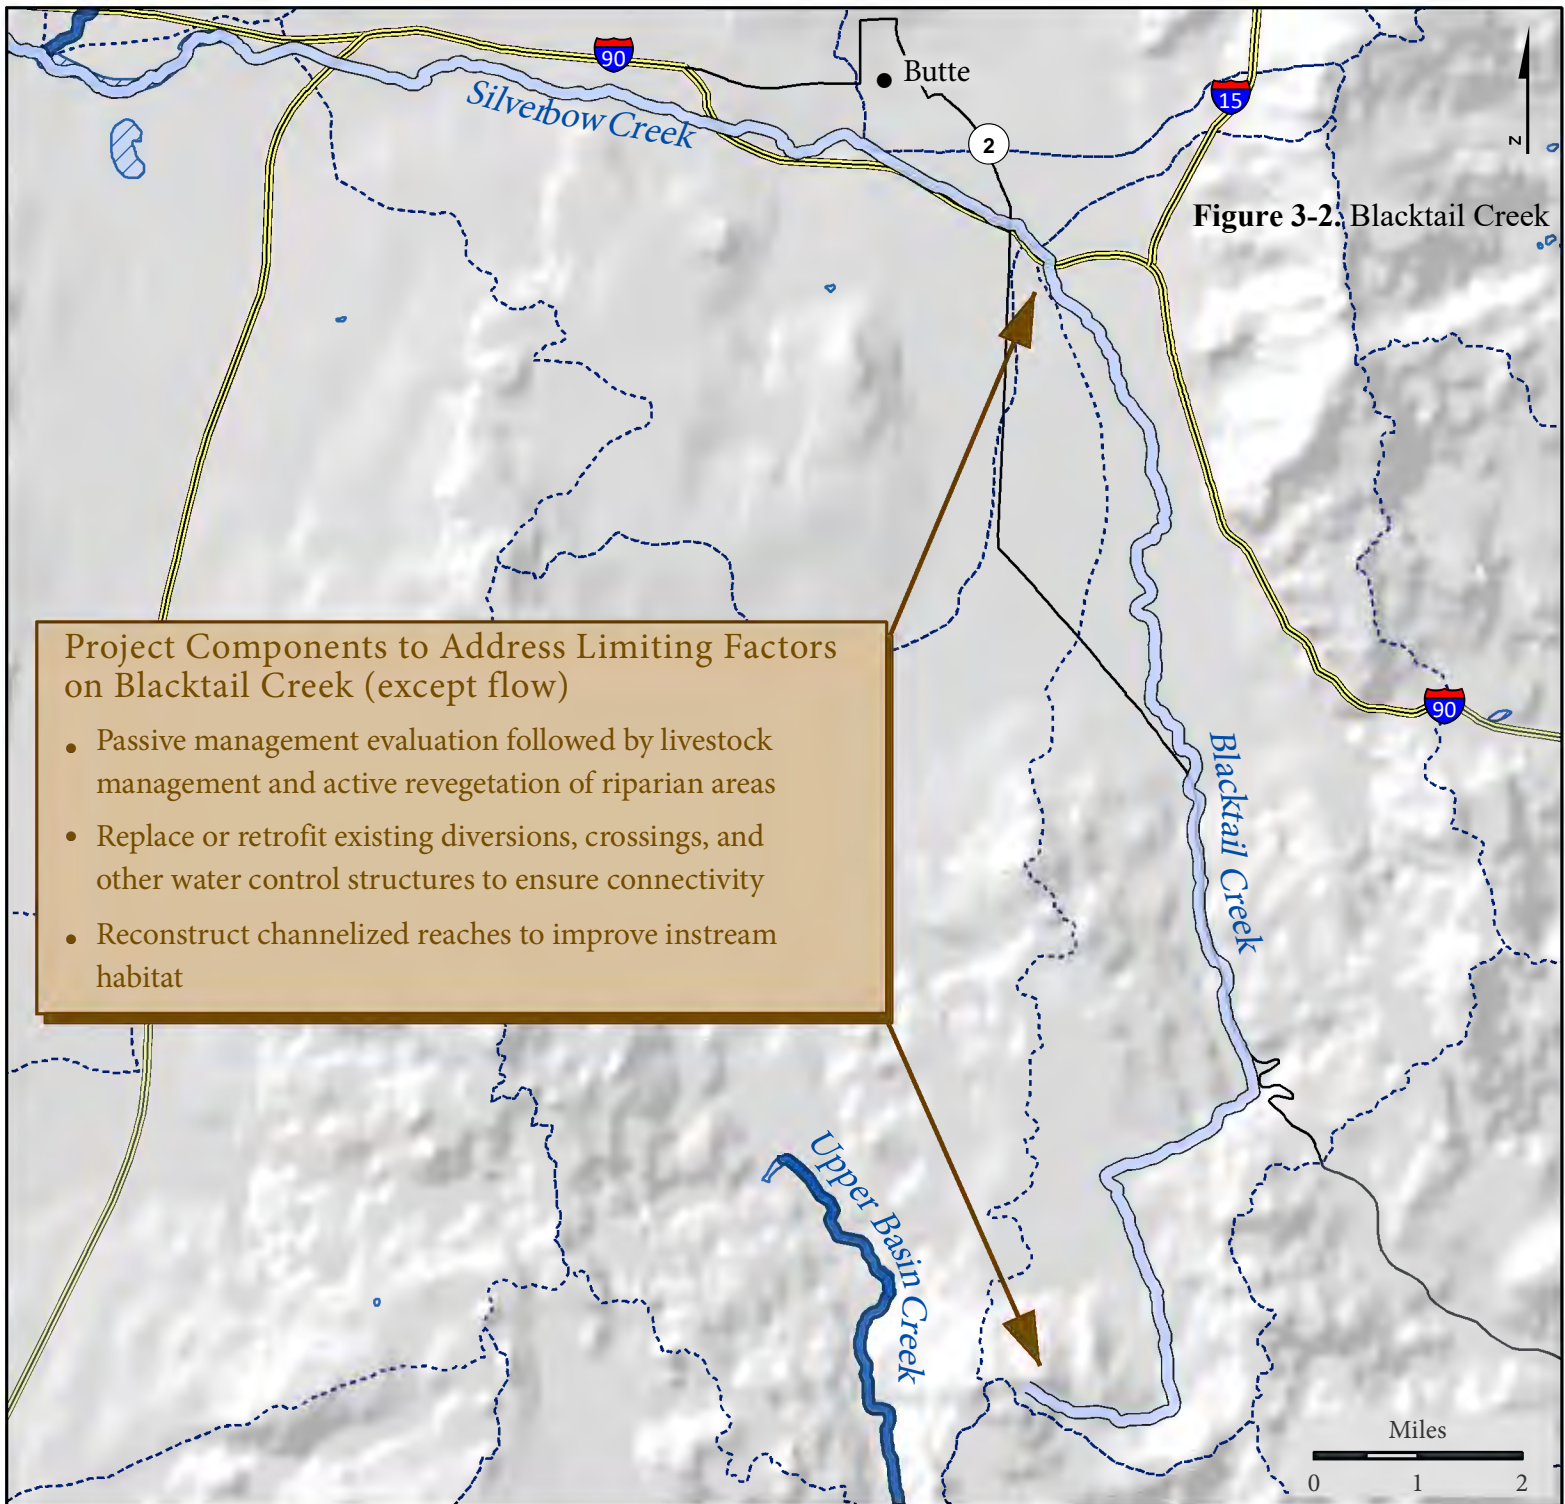 90
Butte
15
Silverbow Creek
2
N
Figure 3-2. Blacktail Creek
Project Components to Address Limiting Factors
on Blacktail Creek (except flow)
• Passive management evaluation followed by livestock
management and active revegetation of riparian areas
• Replace or retrofit existing diversions, crossings, and
other water control structures to ensure connectivity
• Reconstruct channelized reaches to improve instream
habitat
90
Blacktail Creek
Upper Basin Creek
Miles
0 1 2